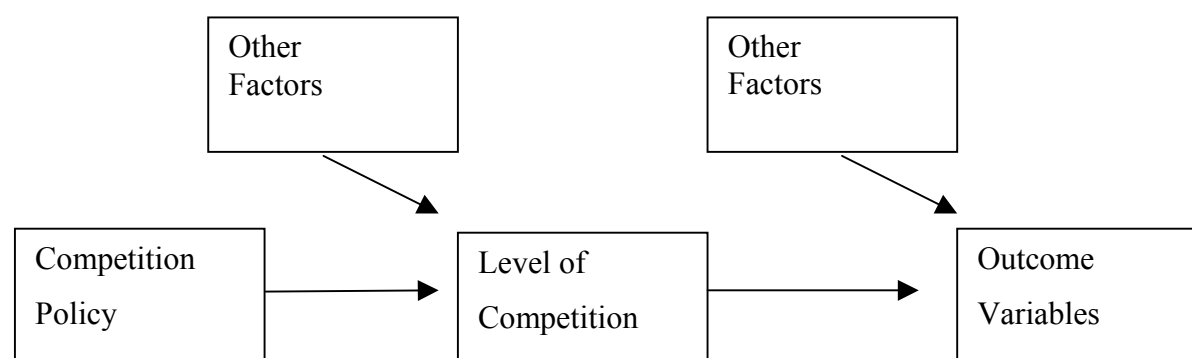 Other
Factors
Other
Factors
Competition
Policy
Level of
Competition
Outcome
Variables